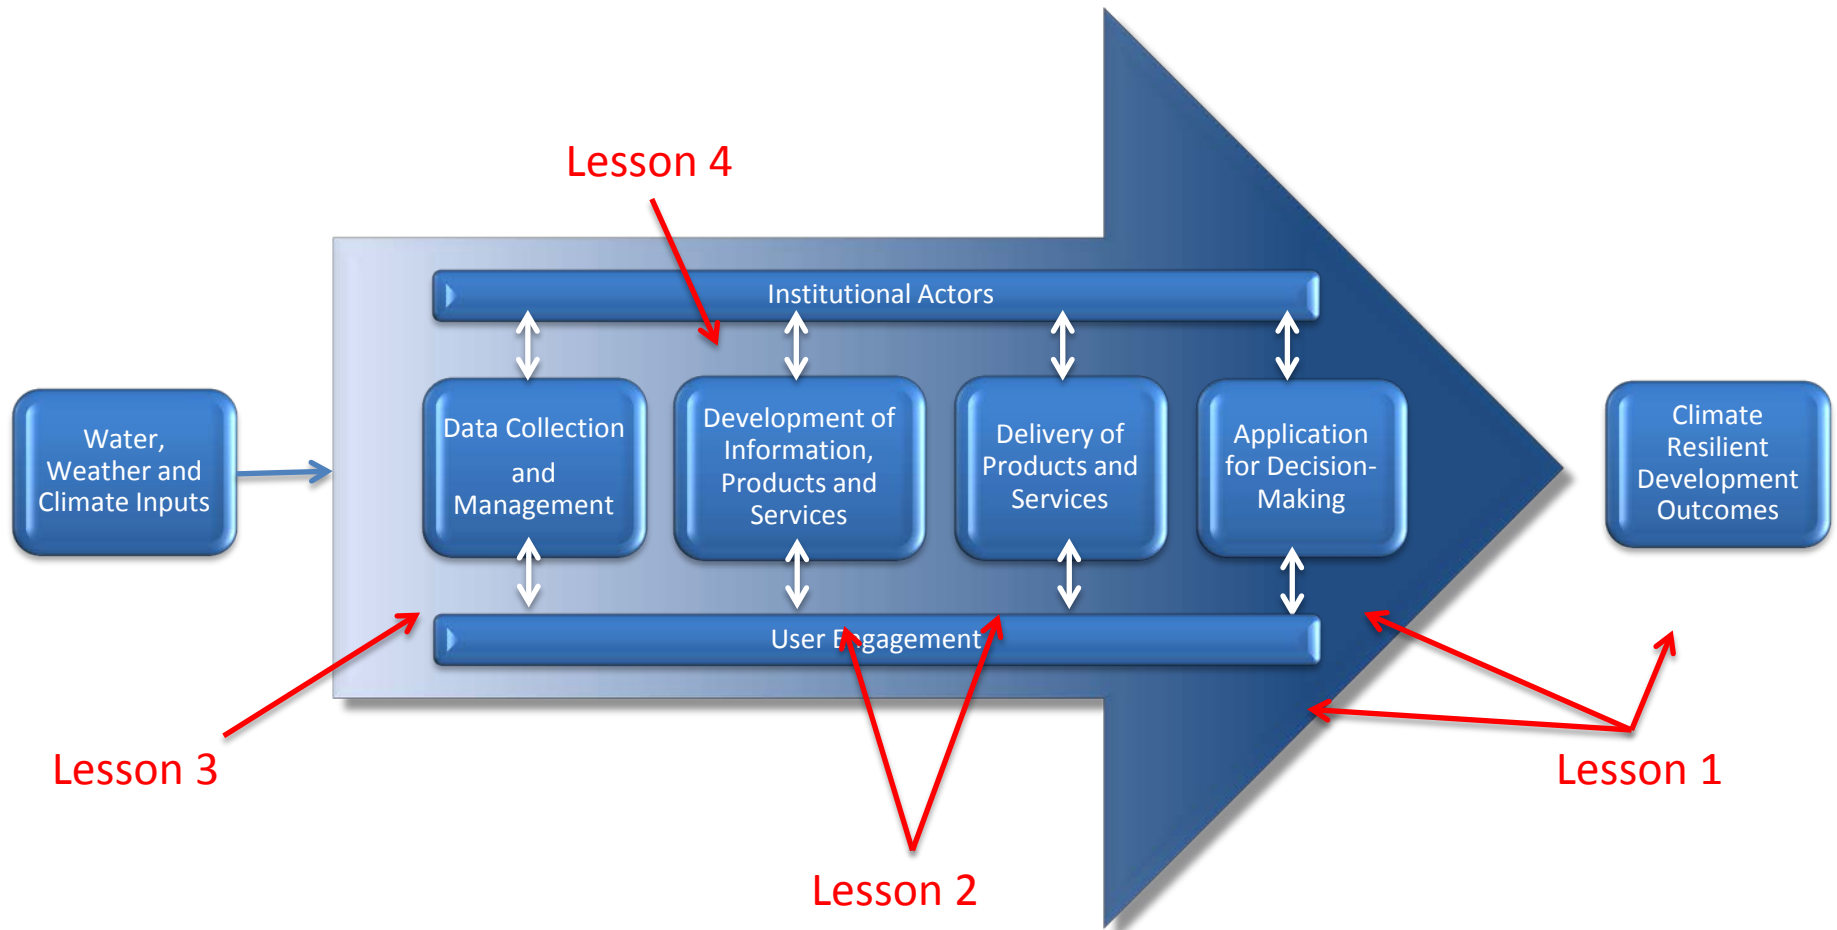 Lesson 4
Institutional Actors
Water,
Weather and
Climate Inputs
Data Collection
and
Management
Development of
Information,
Products and
Services
Delivery of
Products and
Services
Application
for Decision-
Making
Climate
Resilient
Development
Outcomes
User Engagement
Lesson 3
Lesson 1
Lesson 2